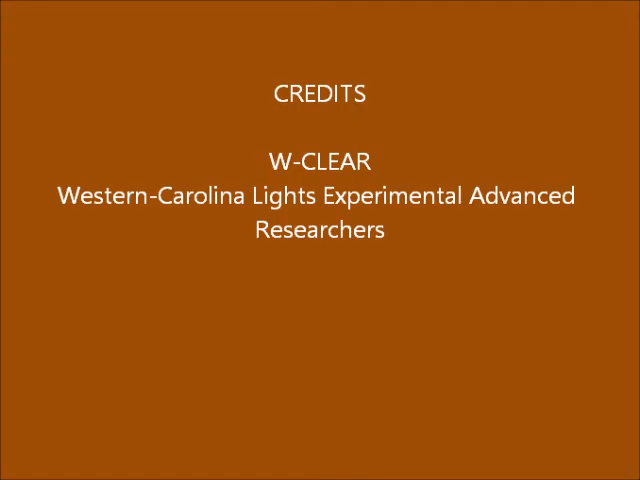 CREDITS
W-CLEAR
Western-Carolina Lights Experimental Advanced
Researchers